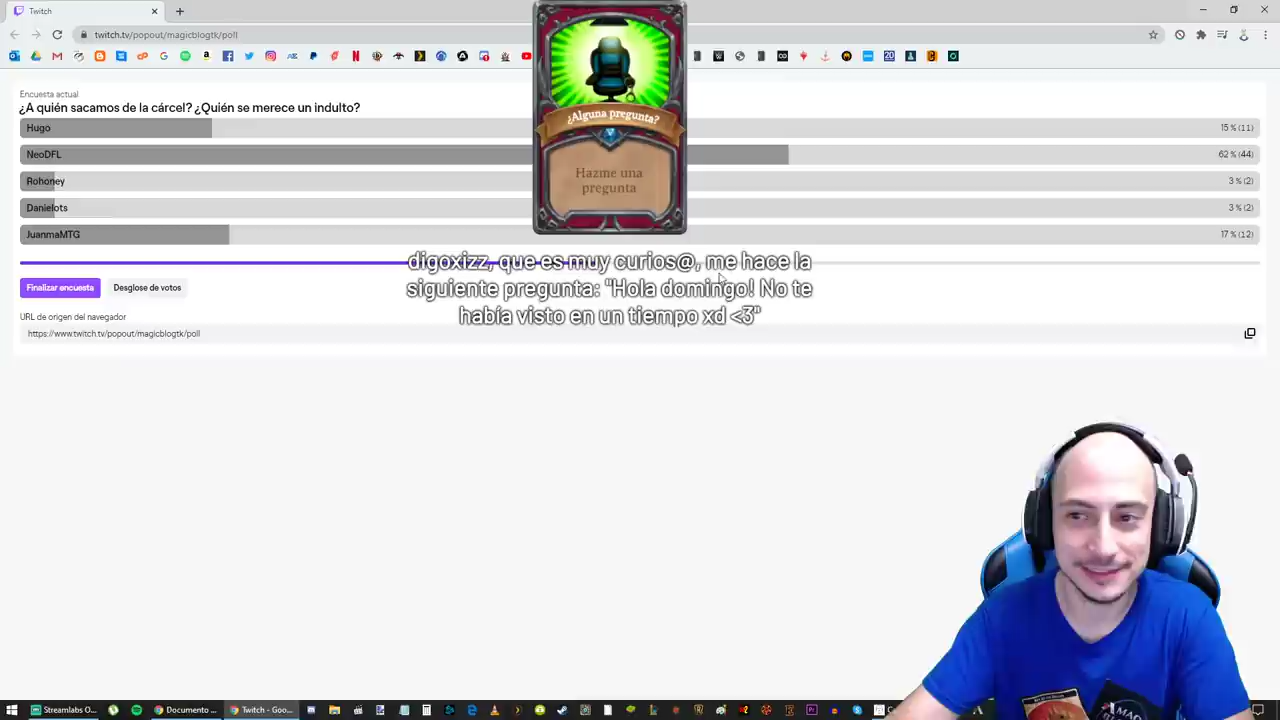 Twitch
twitch.tv/popout/magicblogtk/poll
Encuesta actual
¿A quién sacamos de la cárcel? ¿Quién se merece un indulto?
Hugo 15 % (11)
NeoDFL 62 % (44)
Rohoney 3 % (2)
Danielots 3 % (2)
JuanmaMTG 17 % (12)
¿Alguna pregunta?
Hazme una
pregunta
digoxizz, que es muy curios@, me hace la
siguiente pregunta: "Hola domingo! No te
había visto en un tiempo xd <3"
Finalizar encuesta Desglose de votos
URL de origen del navegador
https://www.twitch.tv/popout/magicblogtk/poll
Streamlabs O... Documento ... Twitch - Goo...